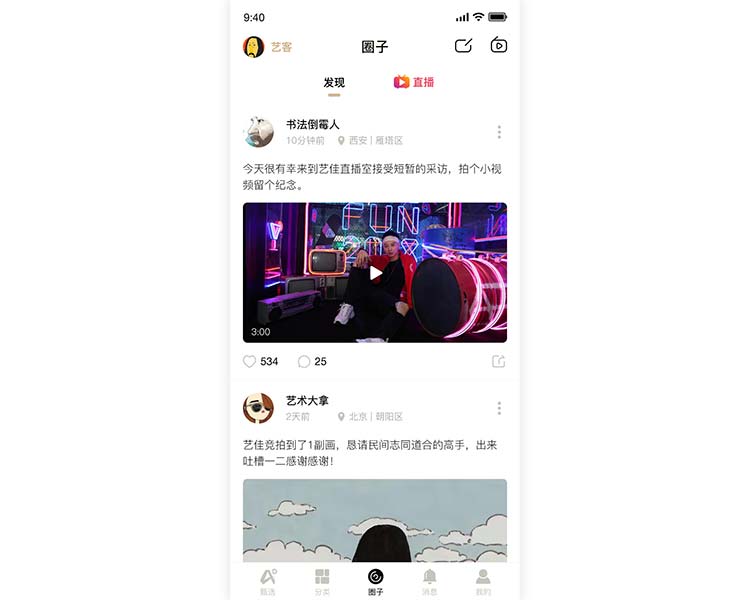 9:40
艺客
圈子
发现
直播
书法倒霉人
10分钟前 西安 | 雁塔区
今天很有幸来到艺佳直播室接受短暂的采访，拍个小视
频留个纪念。
FUN
3:00
534 25
艺术大拿
2天前 北京 | 朝阳区
艺佳竞拍到了1副画，恳请民间志同道合的高手，出来
吐槽一二感谢感谢！
甄选 分类 圈子 消息 我的